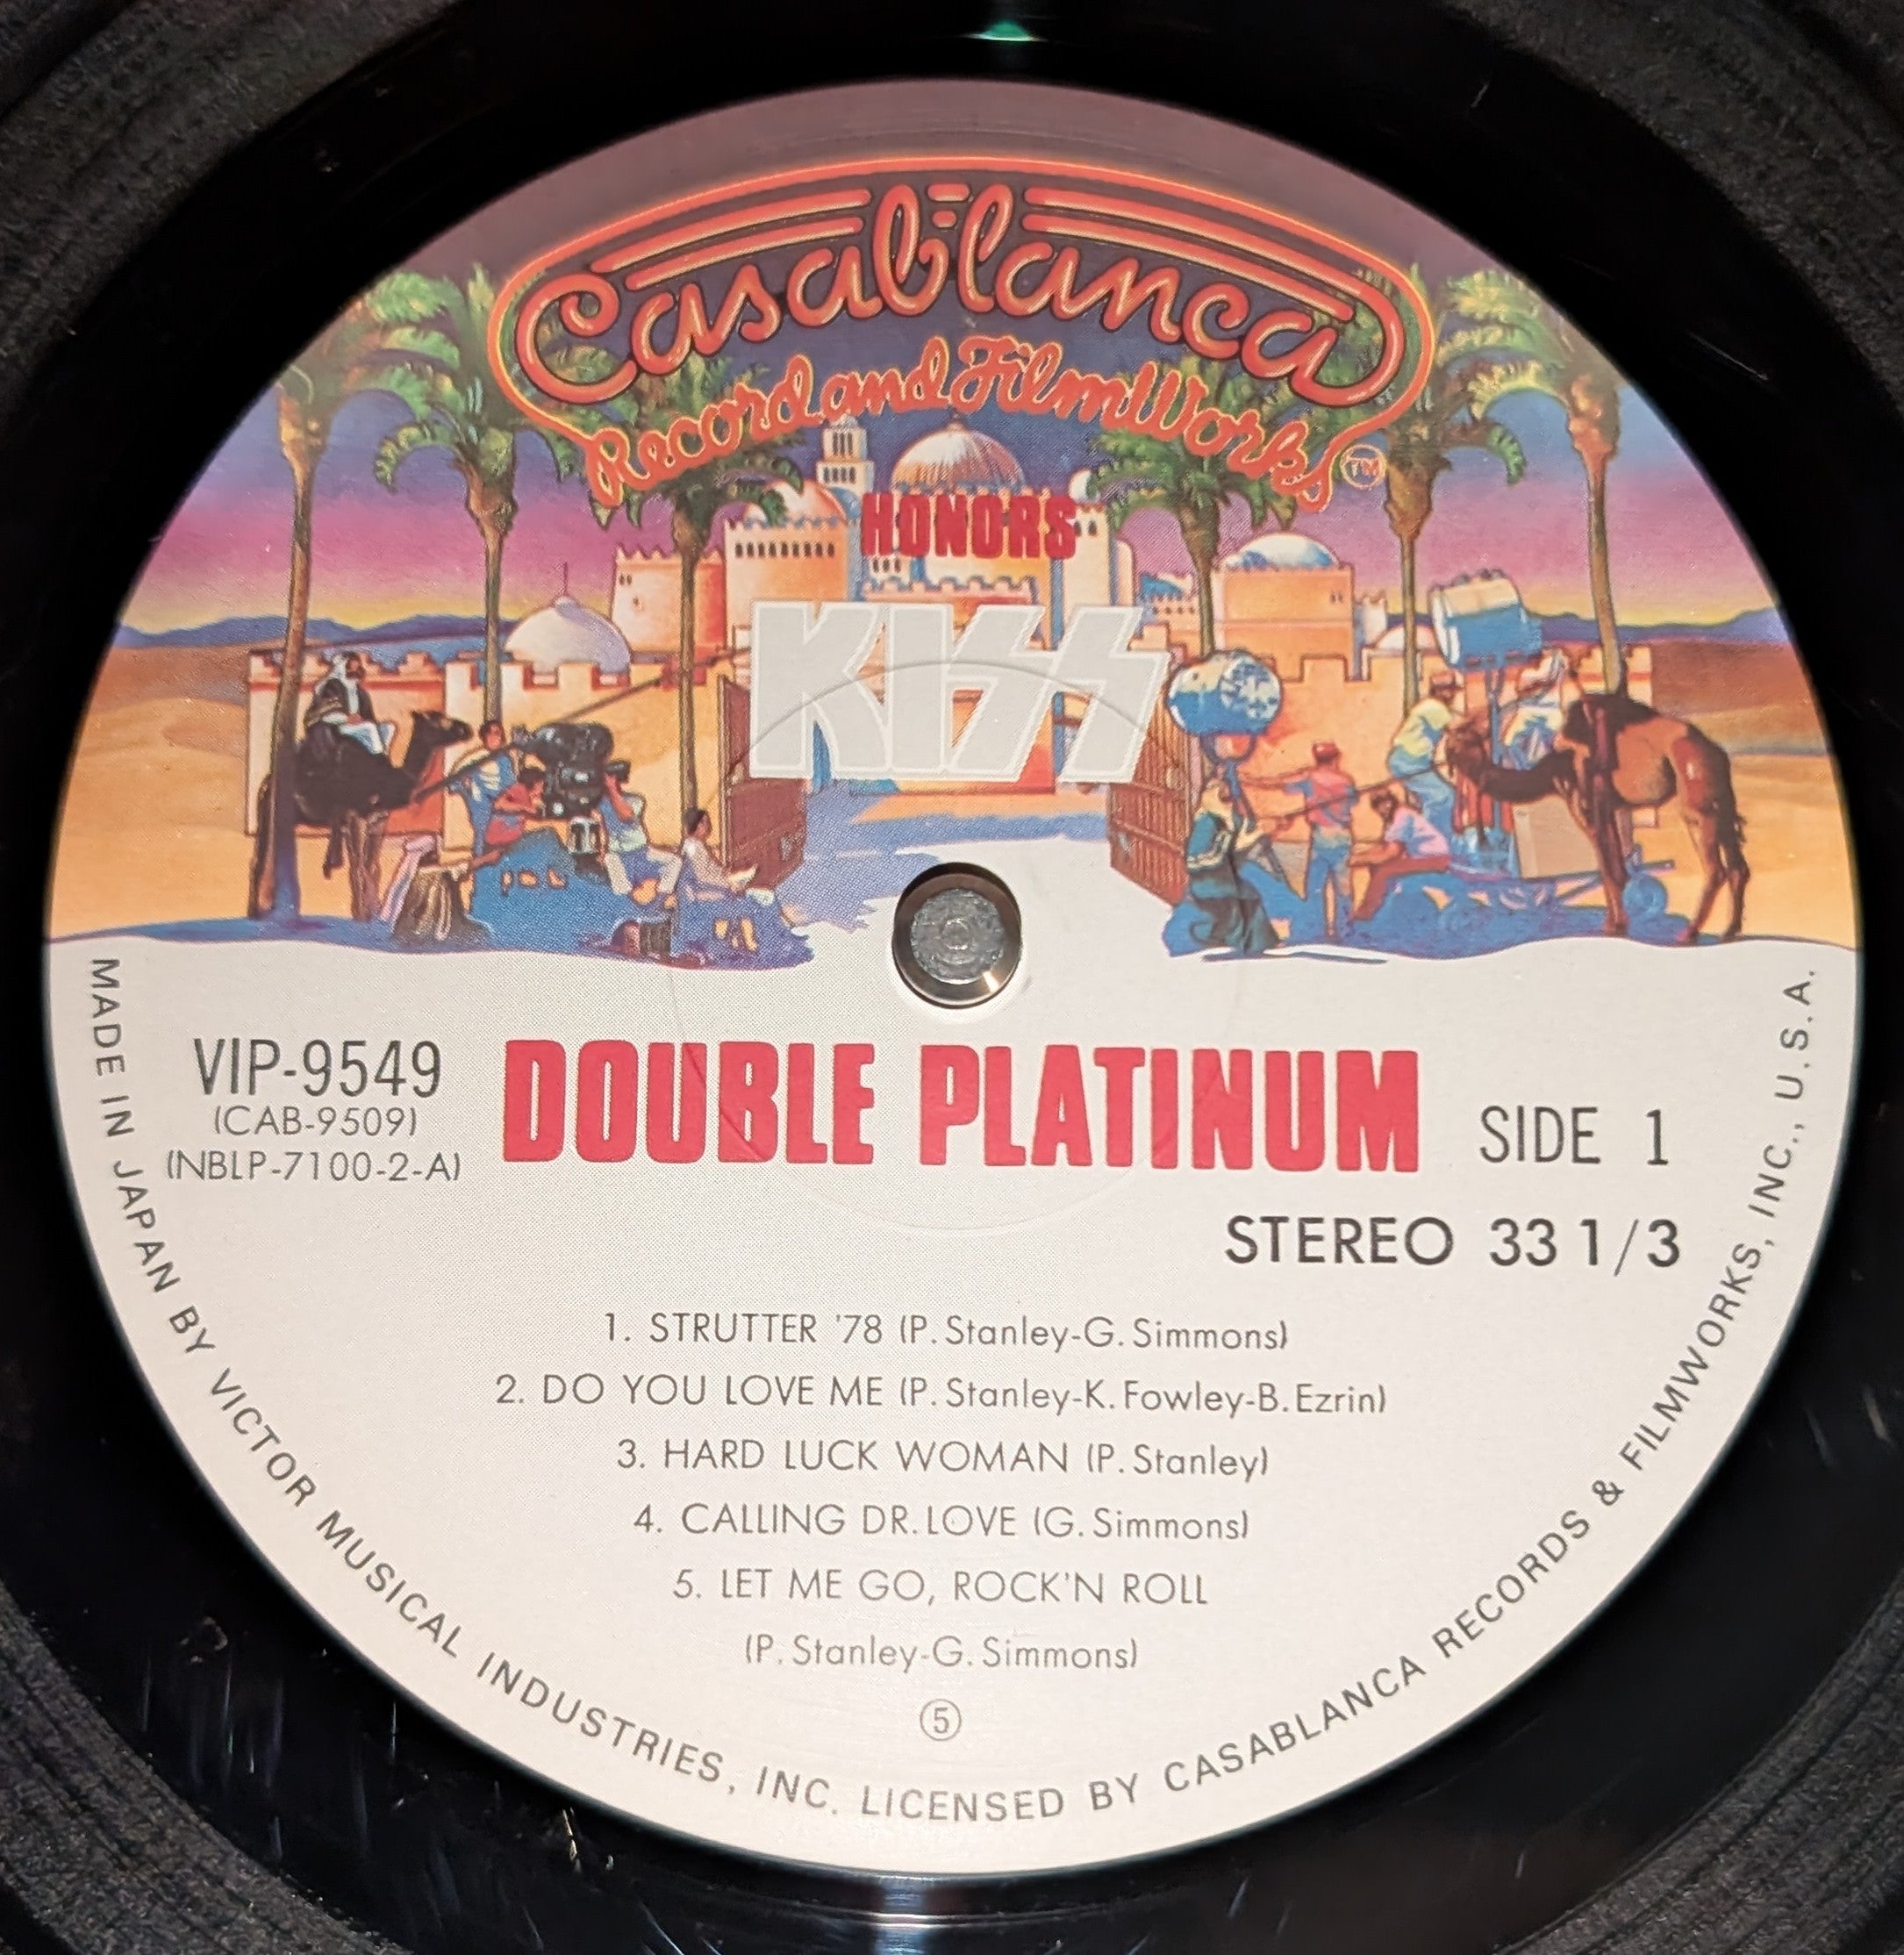 Casablanca
Record and FilmWorks
TM
HONORS
KISS
VIP-9549
(CAB-9509)
(NBLP-7100-2-A)
DOUBLE PLATINUM
SIDE 1
STEREO 33 1/3
1. STRUTTER '78 (P. Stanley-G. Simmons)
2. DO YOU LOVE ME (P. Stanley-K. Fowley-B. Ezrin)
3. HARD LUCK WOMAN (P. Stanley)
4. CALLING DR. LOVE (G. Simmons)
5. LET ME GO, ROCK'N ROLL
(P. Stanley-G. Simmons)
⑤
MADE IN JAPAN BY VICTOR MUSICAL INDUSTRIES, INC. LICENSED BY CASABLANCA RECORDS & FILMWORKS, INC., U.S.A.